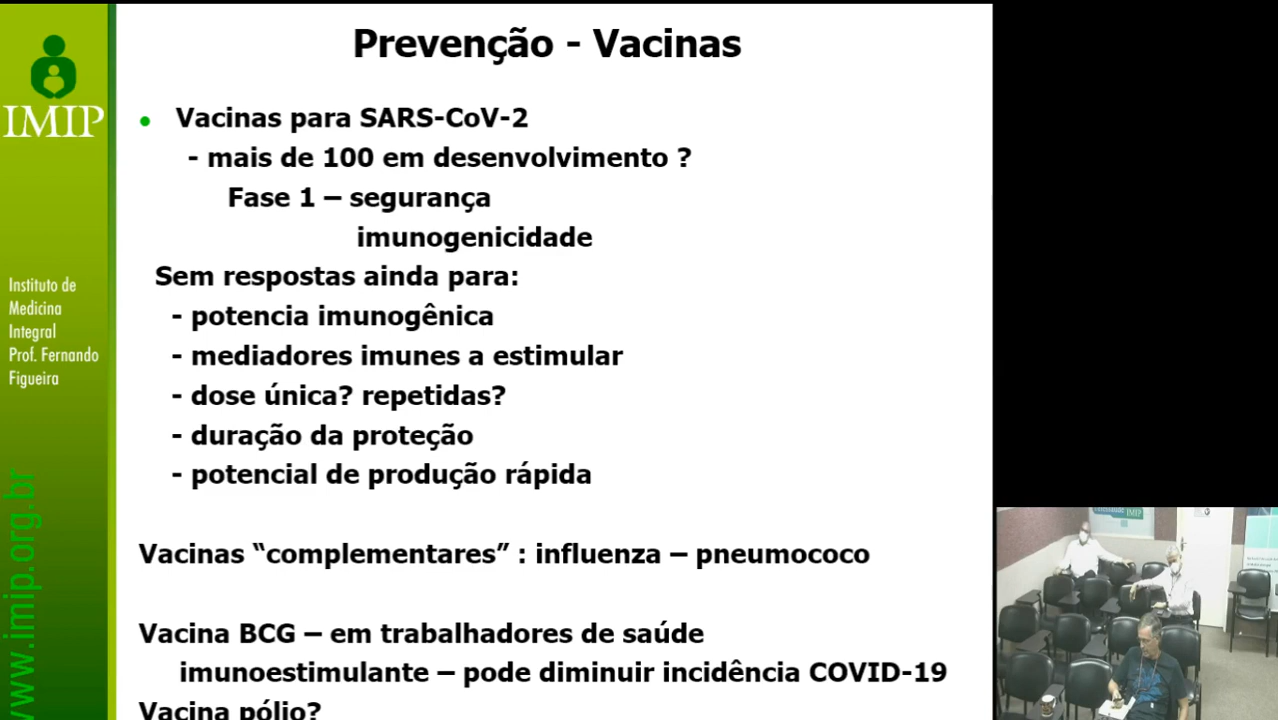 Prevenção - Vacinas
IMIP
• Vacinas para SARS-CoV-2
- mais de 100 em desenvolvimento ?
Fase 1 – segurança
imunogenicidade
Sem respostas ainda para:
- potencia imunogênica
- mediadores imunes a estimular
- dose única? repetidas?
- duração da proteção
- potencial de produção rápida
Vacinas “complementares” : influenza – pneumococo
Vacina BCG – em trabalhadores de saúde
imunoestimulante – pode diminuir incidência COVID-19
Vacina pólio?
Instituto de
Medicina
Integral
Prof. Fernando
Figueira
www.imip.org.br
IMIP